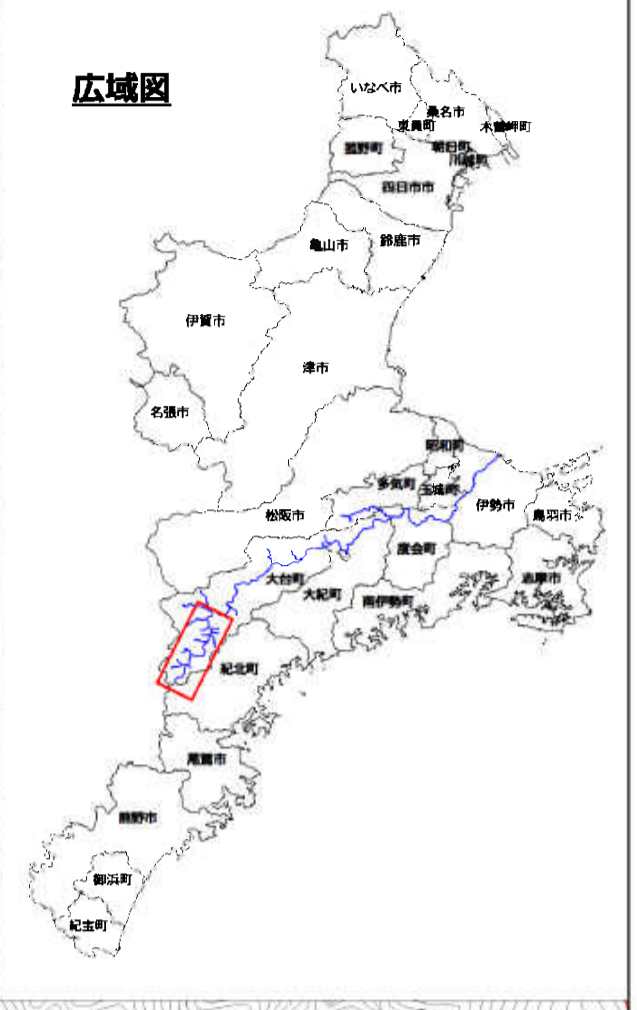 広域図
いなべ市
桑名市
東員町
木曽岬町
菰野町
朝日町
川越町
四日市市
亀山市
鈴鹿市
伊賀市
津市
名張市
明和町
多気町
玉城町
松阪市
伊勢市
鳥羽市
度会町
大台町
志摩市
大紀町
南伊勢町
紀北町
尾鷲市
熊野市
御浜町
紀宝町